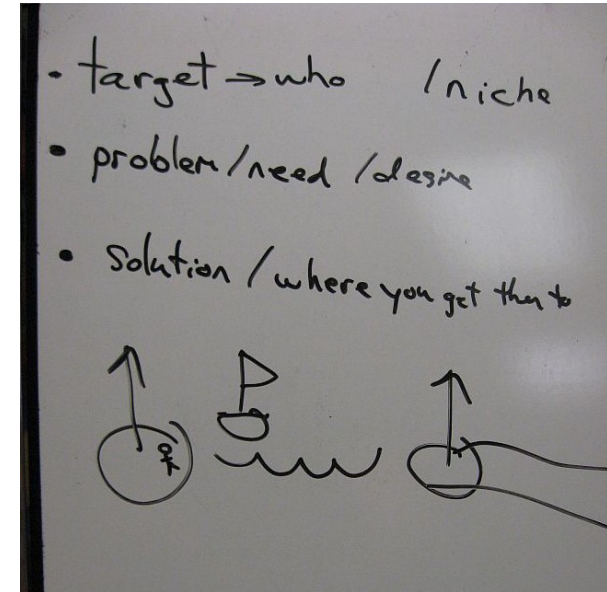 • target → who /niche
• problem/need/desire
• solution/where you get them to